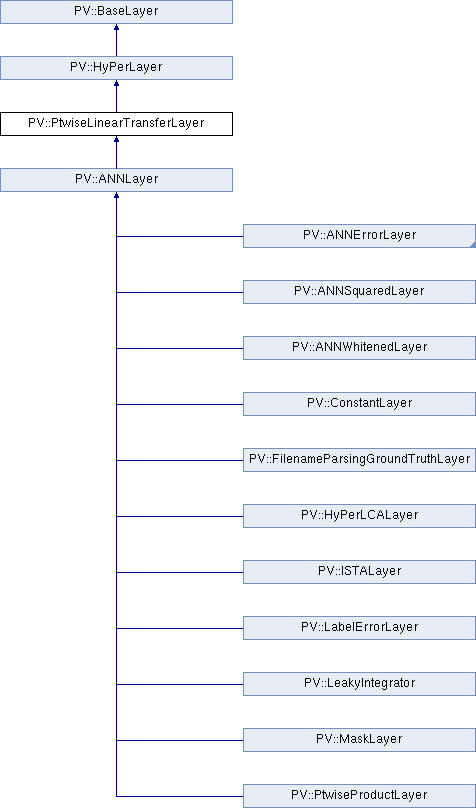 PV::BaseLayer
PV::HyPerLayer
PV::PtwiseLinearTransferLayer
PV::ANNLayer
PV::ANNErrorLayer
PV::ANNSquaredLayer
PV::ANNWhitenedLayer
PV::ConstantLayer
PV::FilenameParsingGroundTruthLayer
PV::HyPerLCALayer
PV::ISTALayer
PV::LabelErrorLayer
PV::LeakyIntegrator
PV::MaskLayer
PV::PtwiseProductLayer